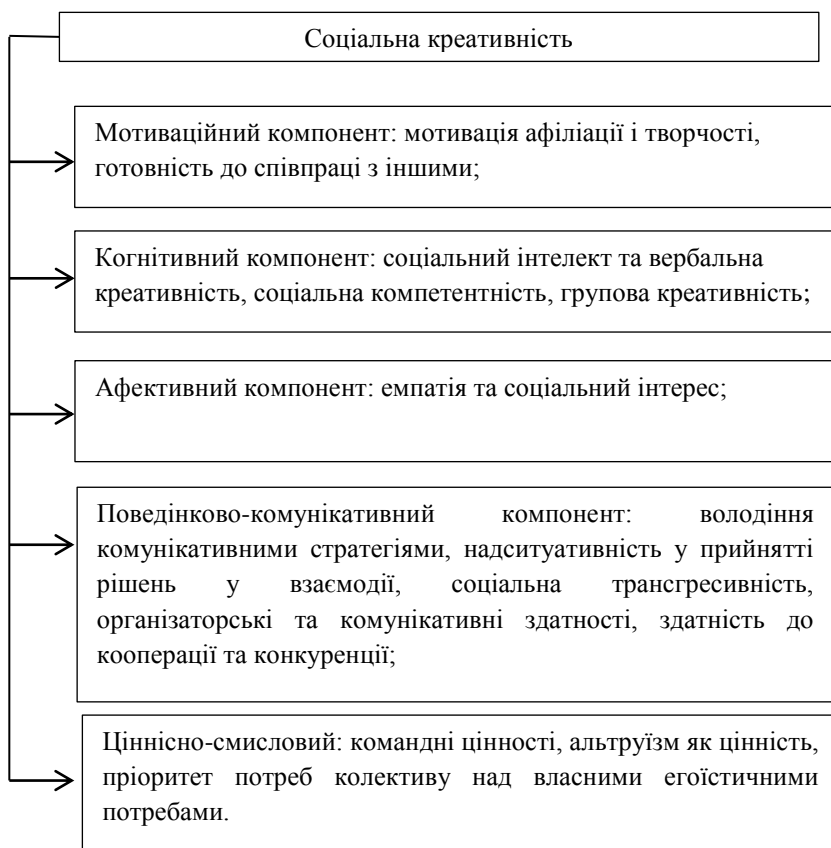 Соціальна креативність
Мотиваційний компонент: мотивація афіліації і творчості,
готовність до співпраці з іншими;
Когнітивний компонент: соціальний інтелект та вербальна
креативність, соціальна компетентність, групова креативність;
Афективний компонент: емпатія та соціальний інтерес;
Поведінково-комунікативний компонент: володіння
комунікативними стратегіями, надситуативність у прийнятті
рішень у взаємодії, соціальна трансгресивність,
організаторські та комунікативні здатності, здатність до
кооперації та конкуренції;
Ціннісно-смисловий: командні цінності, альтруїзм як цінність,
пріоритет потреб колективу над власними егоїстичними
потребами.